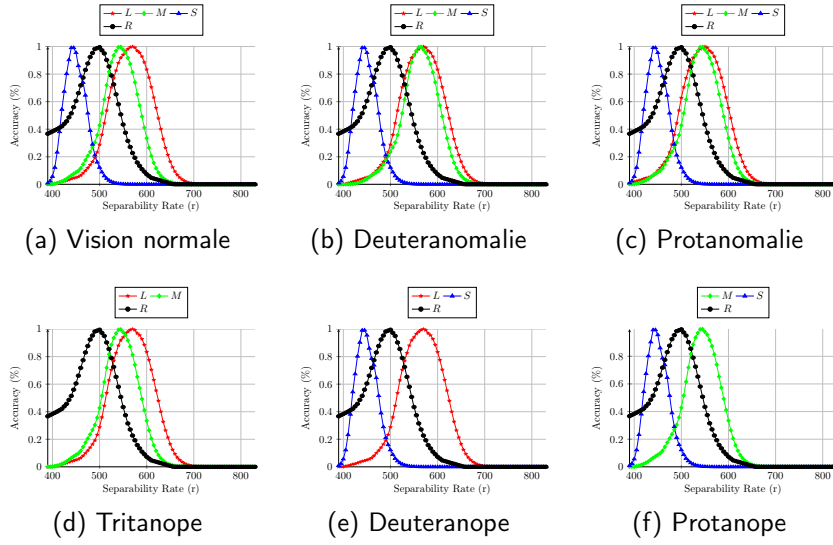 L M S
R
Accuracy (%)
1
0.8
0.6
0.4
0.2
0
400 500 600 700 800
Separability Rate (r)
(a) Vision normale
L M S
R
Accuracy (%)
1
0.8
0.6
0.4
0.2
0
400 500 600 700 800
Separability Rate (r)
(b) Deuteranomalie
L M S
R
Accuracy (%)
1
0.8
0.6
0.4
0.2
0
400 500 600 700 800
Separability Rate (r)
(c) Protanomalie
L M
R
Accuracy (%)
1
0.8
0.6
0.4
0.2
0
400 500 600 700 800
Separability Rate (r)
(d) Tritanope
L S
R
Accuracy (%)
1
0.8
0.6
0.4
0.2
0
400 500 600 700 800
Separability Rate (r)
(e) Deuteranope
M S
R
Accuracy (%)
1
0.8
0.6
0.4
0.2
0
400 500 600 700 800
Separability Rate (r)
(f) Protanope